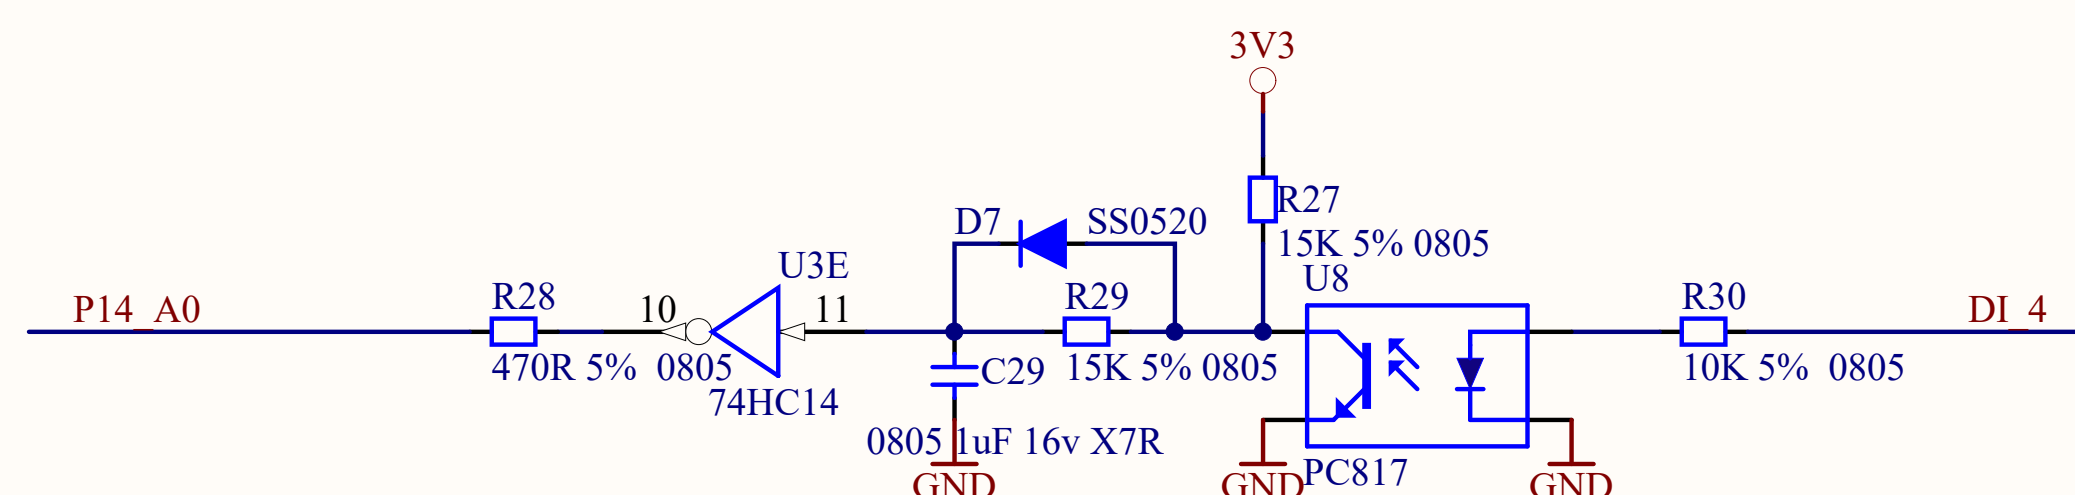 3V3
R27
15K 5% 0805
D7
SS0520
U3E
U8
P14_A0
R28
10
11
R29
R30
DI_4
470R 5%  0805
74HC14
C29
15K 5% 0805
10K 5%  0805
0805 1uF 16v X7R
PC817
GND
GND
GND